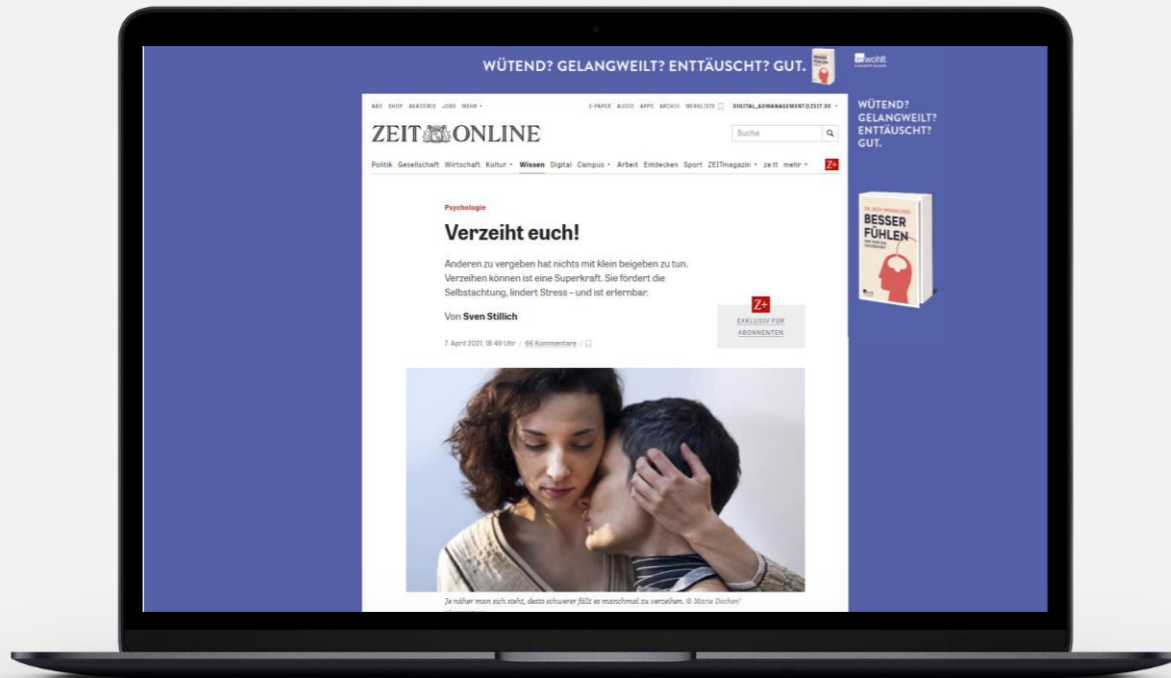 WÜTEND? GELANGWEILT? ENTTÄUSCHT? GUT.
ABO SHOP AKADEMIE JOBS MEHR
E-PAPER AUDIO APPS ARCHIV MERKLISTE DIGITAL_ADMANAGEMENT@ZEIT.DE
WÜTEND?
GELANGWEILT?
ENTTÄUSCHT?
GUT.
ZEIT ONLINE
Suche
Politik Gesellschaft Wirtschaft Kultur Wissen Digital Campus Arbeit Entdecken Sport ZEITmagazin ze.tt mehr Z+
BESSER
FÜHLEN
Psychologie
Verzeiht euch!
Anderen zu vergeben hat nichts mit klein beigeben zu tun.
Verzeihen können ist eine Superkraft. Sie fördert die
Selbstachtung, lindert Stress – und ist erlernbar.
Von Sven Stillich
Z+
EXKLUSIV FÜR
ABONNENTEN
7. April 2021, 18:49 Uhr / 66 Kommentare /
Je näher man sich steht, desto schwerer fällt es manchmal zu verzeihen. © Marie Docher/